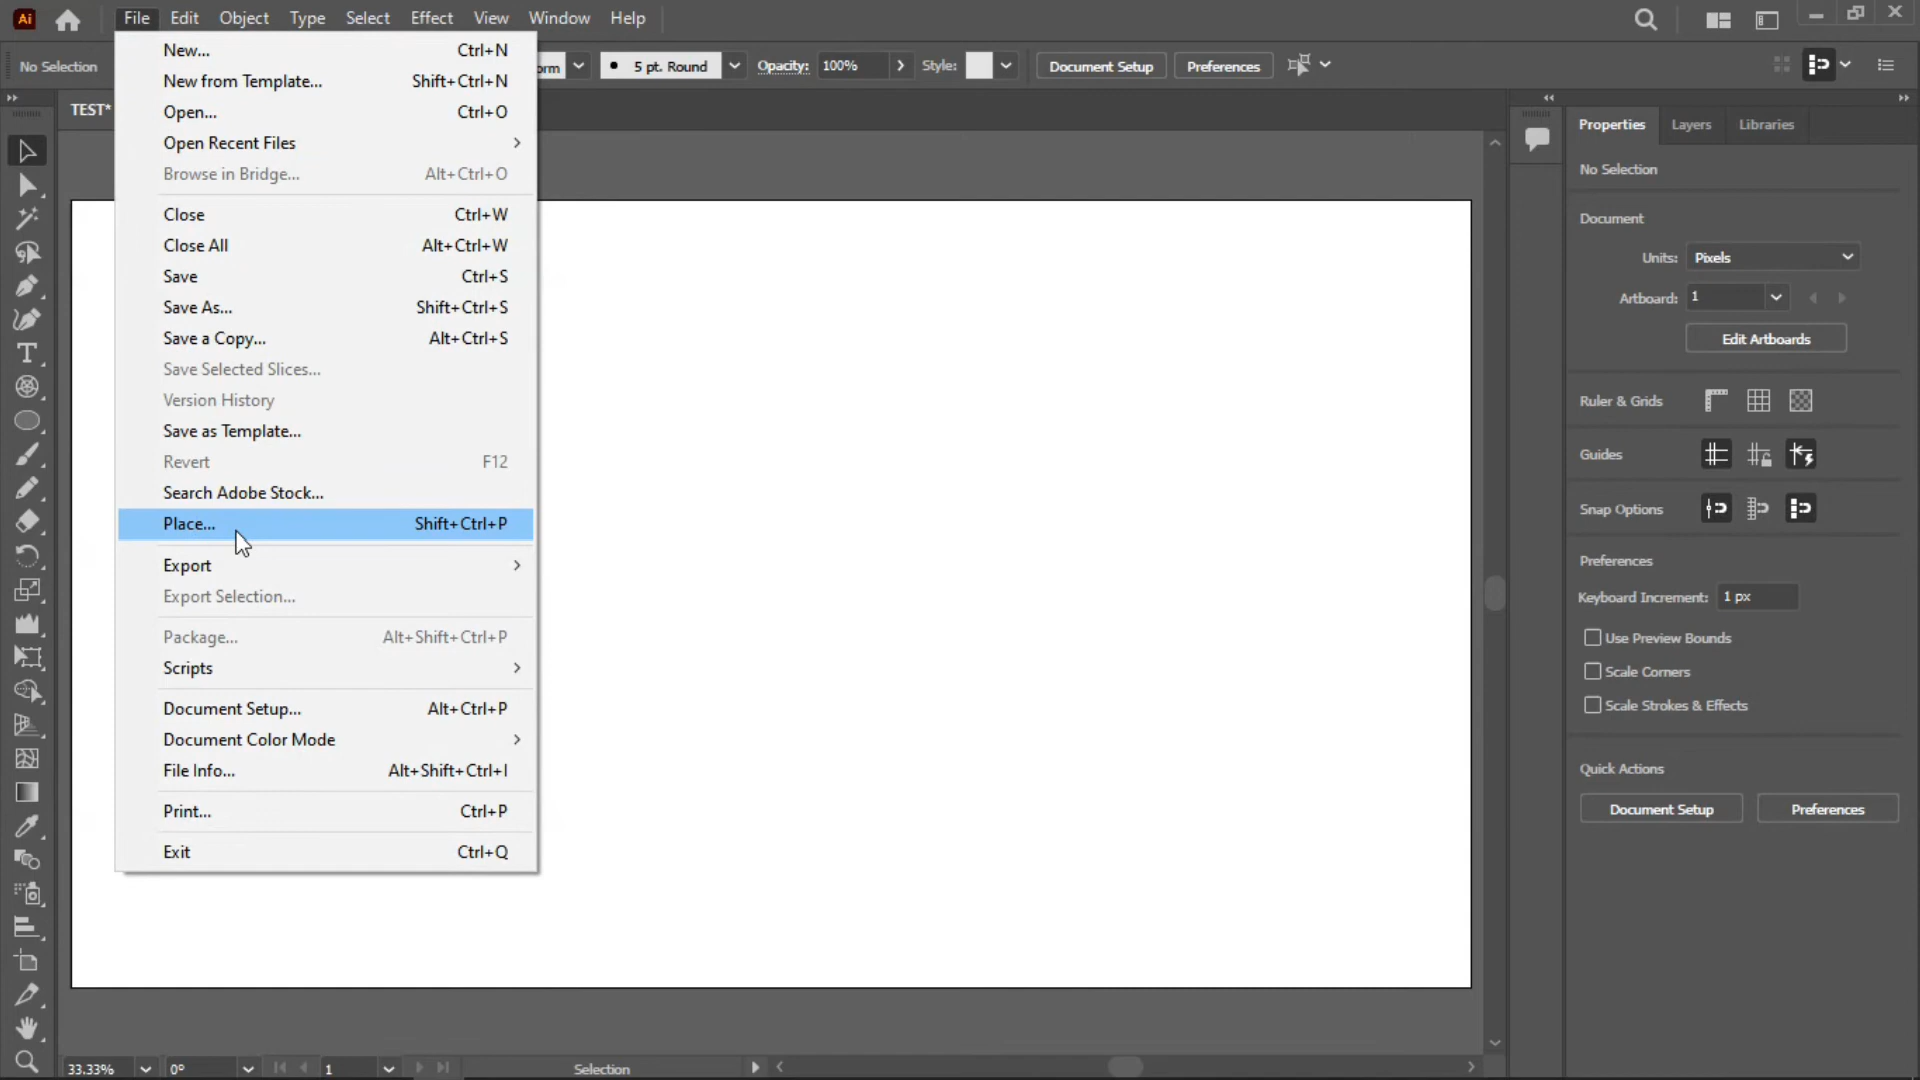 Ai File Edit Object Type Select Effect View Window Help
No Selection
5 pt. Round Opacity: 100% Style: Document Setup Preferences
TEST*
New... Ctrl+N
New from Template... Shift+Ctrl+N
Open... Ctrl+O
Open Recent Files
Browse in Bridge... Alt+Ctrl+O
Close Ctrl+W
Close All Alt+Ctrl+W
Save Ctrl+S
Save As... Shift+Ctrl+S
Save a Copy... Alt+Ctrl+S
Save Selected Slices...
Version History
Save as Template...
Revert F12
Search Adobe Stock...
Place... Shift+Ctrl+P
Export
Export Selection...
Package... Alt+Shift+Ctrl+P
Scripts
Document Setup... Alt+Ctrl+P
Document Color Mode
File Info... Alt+Shift+Ctrl+I
Print... Ctrl+P
Exit Ctrl+Q
Properties Layers Libraries
No Selection
Document
Units: Pixels
Artboard: 1
Edit Artboards
Ruler & Grids
Guides
Snap Options
Preferences
Keyboard Increment: 1 px
Use Preview Bounds
Scale Corners
Scale Strokes & Effects
Quick Actions
Document Setup Preferences
33.33% 0° 1 Selection